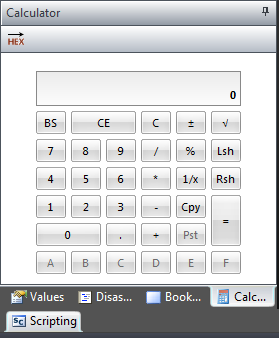 Calculator
HEX
0
BS CE C ± √
7 8 9 / % Lsh
4 5 6 * 1/x Rsh
1 2 3 - Cpy =
0 . + Pst
A B C D E F
Values Disas... Book... Calc...
Scripting